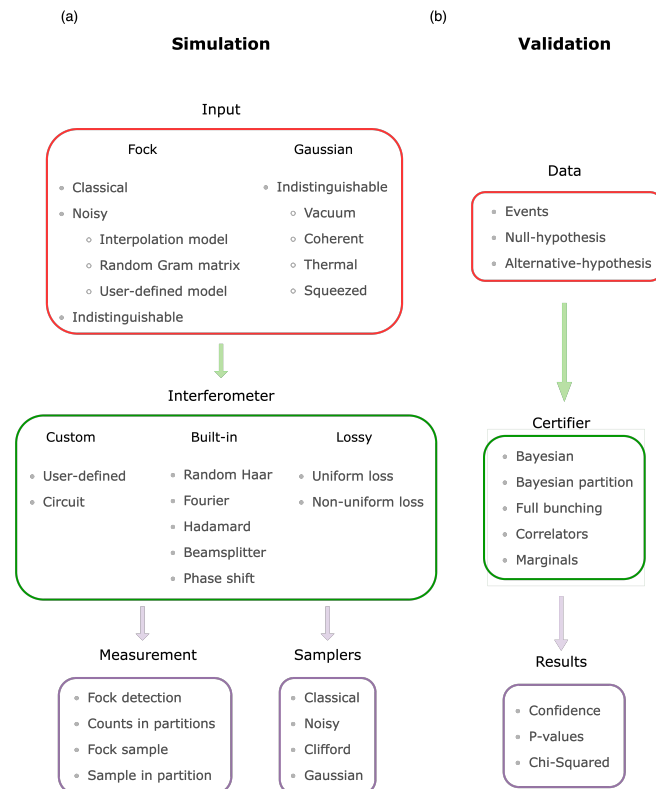 (a)
Simulation
Input
Fock
Classical
Noisy
Interpolation model
Random Gram matrix
User-defined model
Indistinguishable
Gaussian
Indistinguishable
Vacuum
Coherent
Thermal
Squeezed
Interferometer
Custom
User-defined
Circuit
Built-in
Random Haar
Fourier
Hadamard
Beamsplitter
Phase shift
Lossy
Uniform loss
Non-uniform loss
Measurement
Fock detection
Counts in partitions
Fock sample
Sample in partition
Samplers
Classical
Noisy
Clifford
Gaussian
(b)
Validation
Data
Events
Null-hypothesis
Alternative-hypothesis
Certifier
Bayesian
Bayesian partition
Full bunching
Correlators
Marginals
Results
Confidence
P-values
Chi-Squared